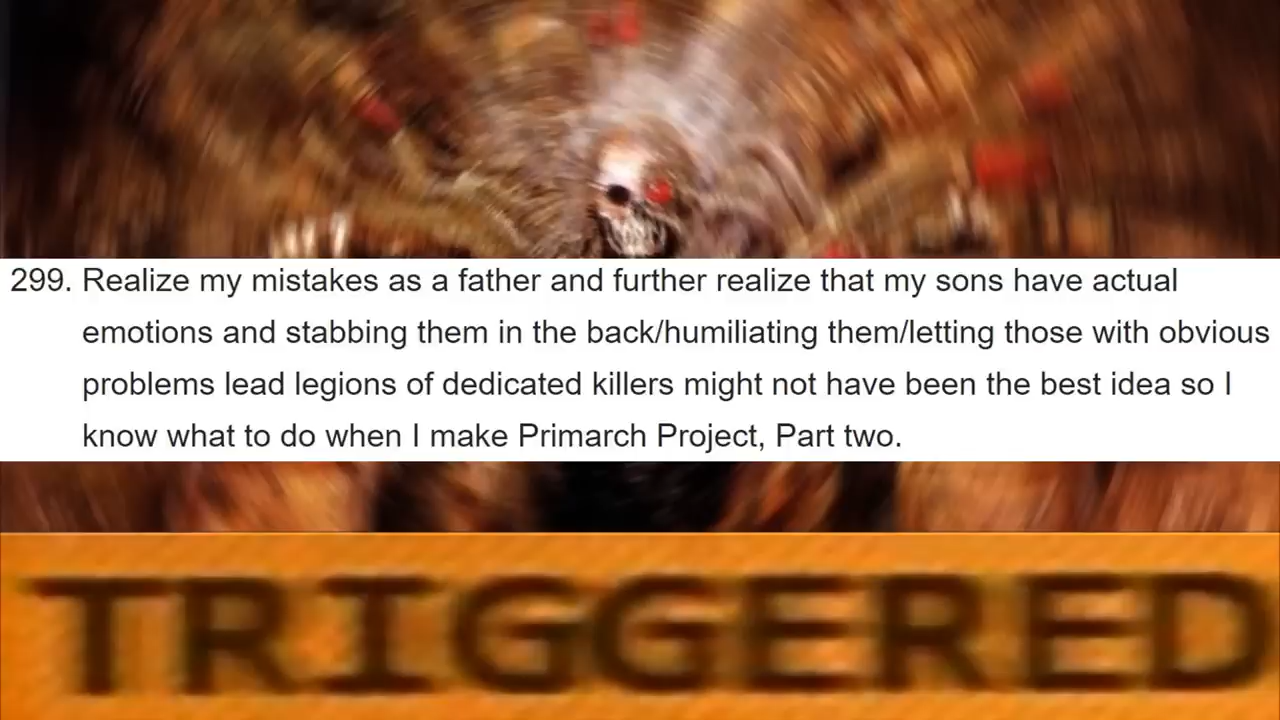 299. Realize my mistakes as a father and further realize that my sons have actual
emotions and stabbing them in the back/humiliating them/letting those with obvious
problems lead legions of dedicated killers might not have been the best idea so I
know what to do when I make Primarch Project, Part two.
TRIGGERED